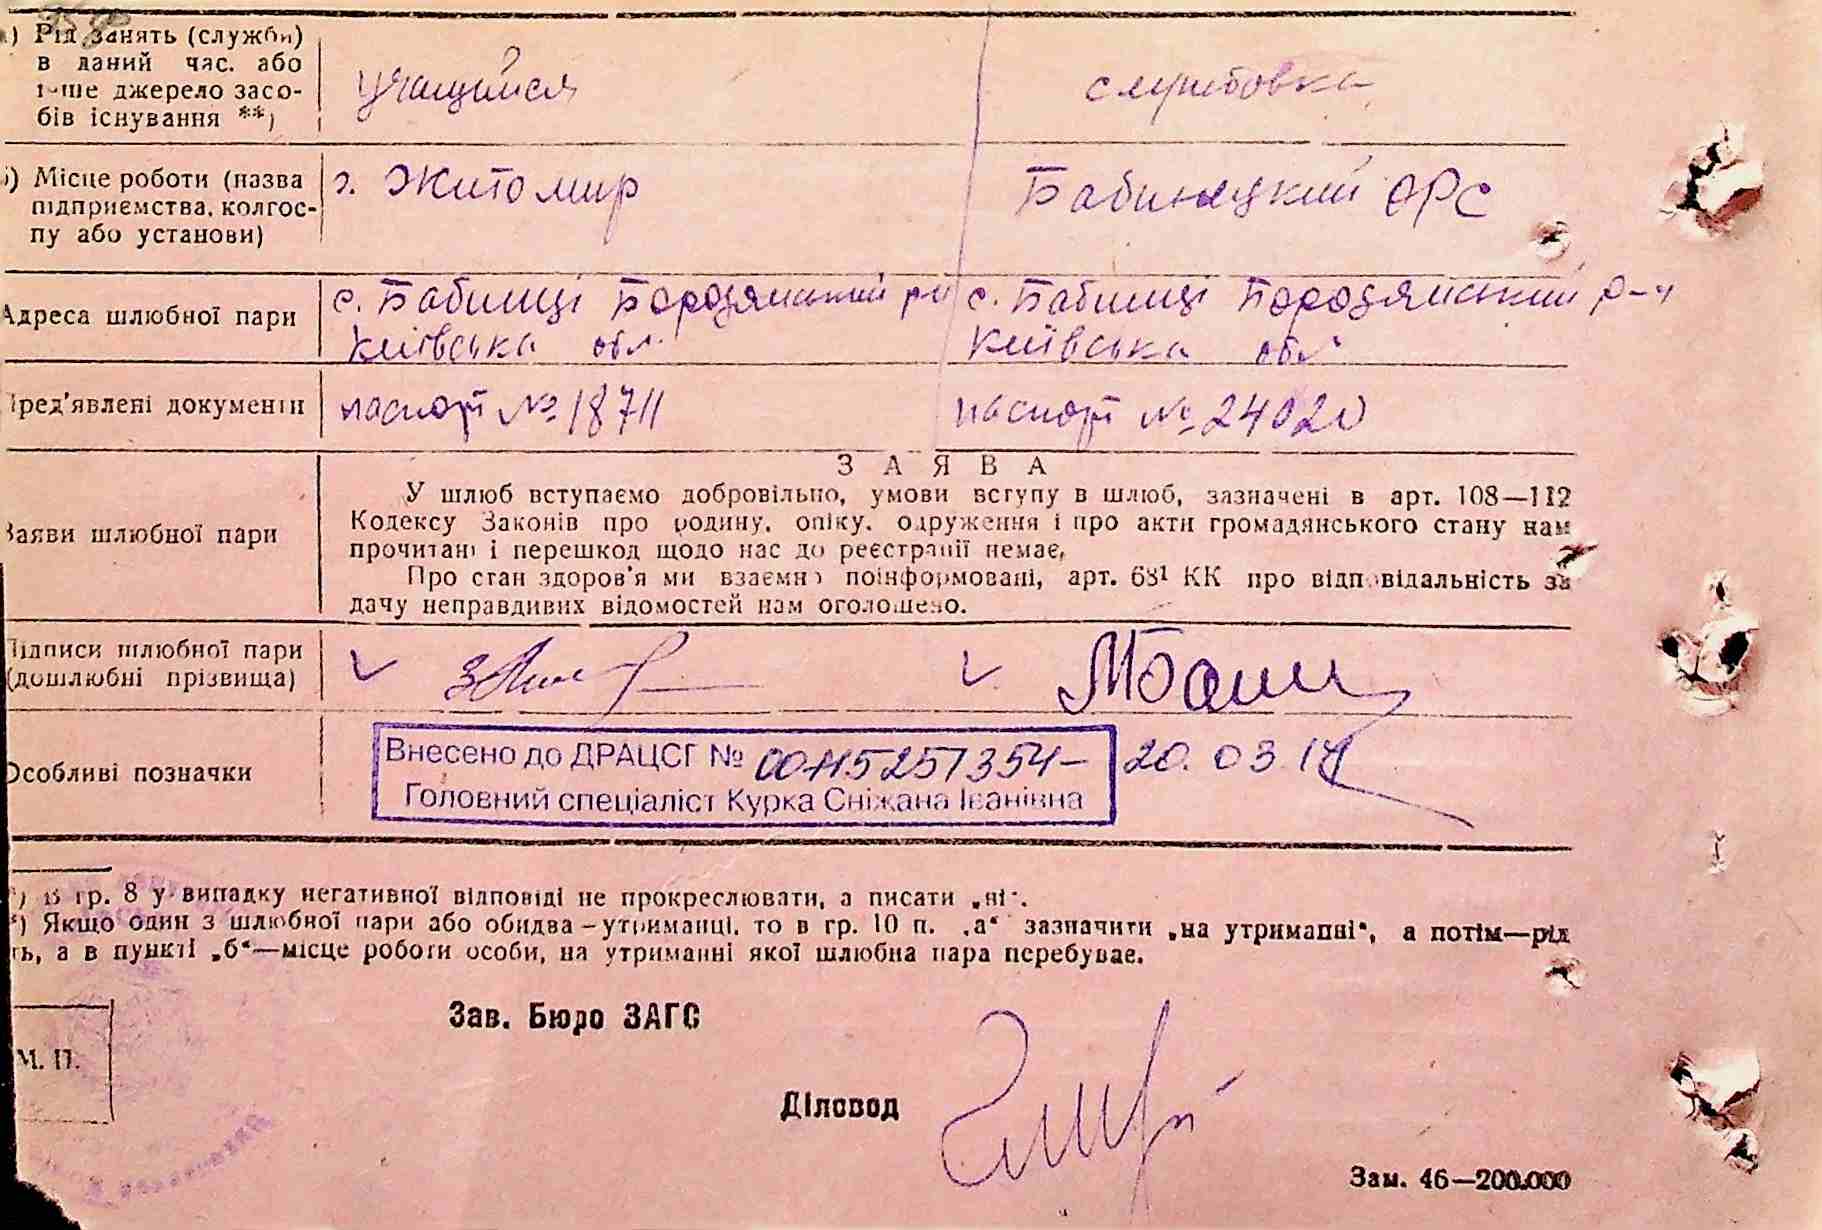 ) Рід занять (служби)
в даний час, або
інше джерело засо-
бів існування **)
учащийся
службовка
) Місце роботи (назва
підприємства, колгос-
пу або установи)
г. Житомир
Бабинецкий ОРС
Адреса шлюбної пари
с. Бабинці Бородянський р-н
Київська обл.
с. Бабинці Бородянський р-н
Київська обл.
Пред'явлені документи
паспорт № 18711
паспорт № 24020
ЗАЯВА
Заяви шлюбної пари
У шлюб вступаємо добровільно, умови вступу в шлюб, зазначені в арт. 108—112
Кодексу Законів про родину, опіку, одруження і про акти громадянського стану нам
прочитані і перешкод щодо нас до реєстрації немає.
Про стан здоров'я ми взаємно поінформовані, арт. 68¹ КК про відповідальність за
дачу неправдивих відомостей нам оголошено.
Підписи шлюбної пари
(дошлюбні прізвища)
Особливі позначки
Внесено до ДРАЦСГ № 00115257354-
Головний спеціаліст Курка Сніжана Іванівна
20.03.17
*) В гр. 8 у випадку негативної відповіді не прокреслювати, а писати „ні".
*) Якщо один з шлюбної пари або обидва – утриманці, то в гр. 10 п. „а" зазначити „на утриманні", а потім—рід
ть, а в пункті „б"—місце роботи особи, на утриманні якої шлюбна пара перебуває.
Зав. Бюро ЗАГС
М. П.
Діловод
Зам. 46—200.000